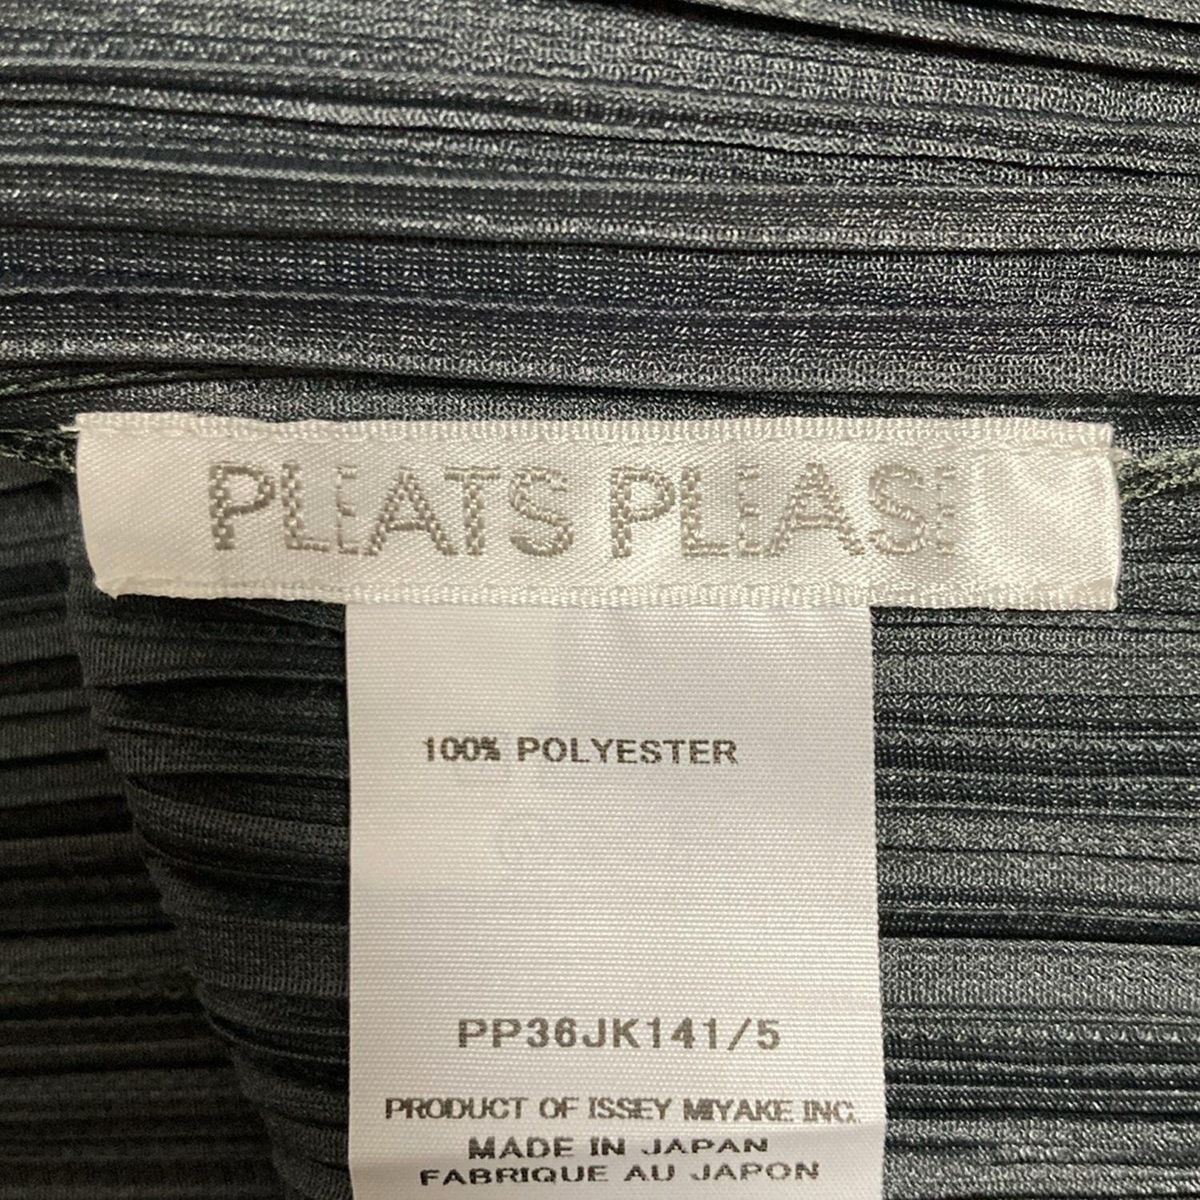 PLEATS PLEASE
100% POLYESTER
PP36JK141/5
PRODUCT OF ISSEY MIYAKE INC.
MADE IN JAPAN
FABRIQUE AU JAPON